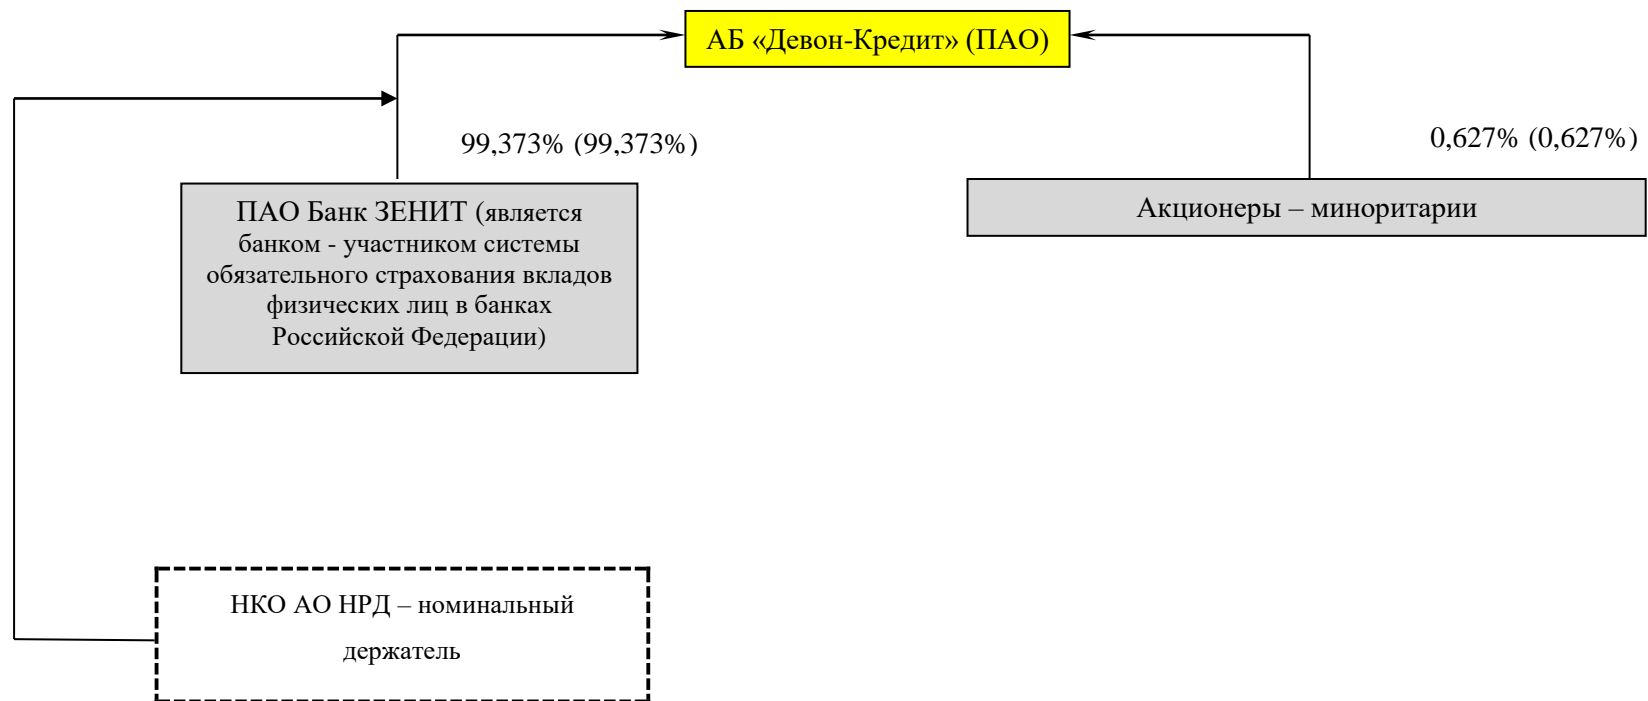 АБ «Девон-Кредит» (ПАО)
99,373% (99,373%)
0,627% (0,627%)
ПАО Банк ЗЕНИТ (является
банком - участником системы
обязательного страхования вкладов
физических лиц в банках
Российской Федерации)
Акционеры – миноритарии
НКО АО НРД – номинальный
держатель